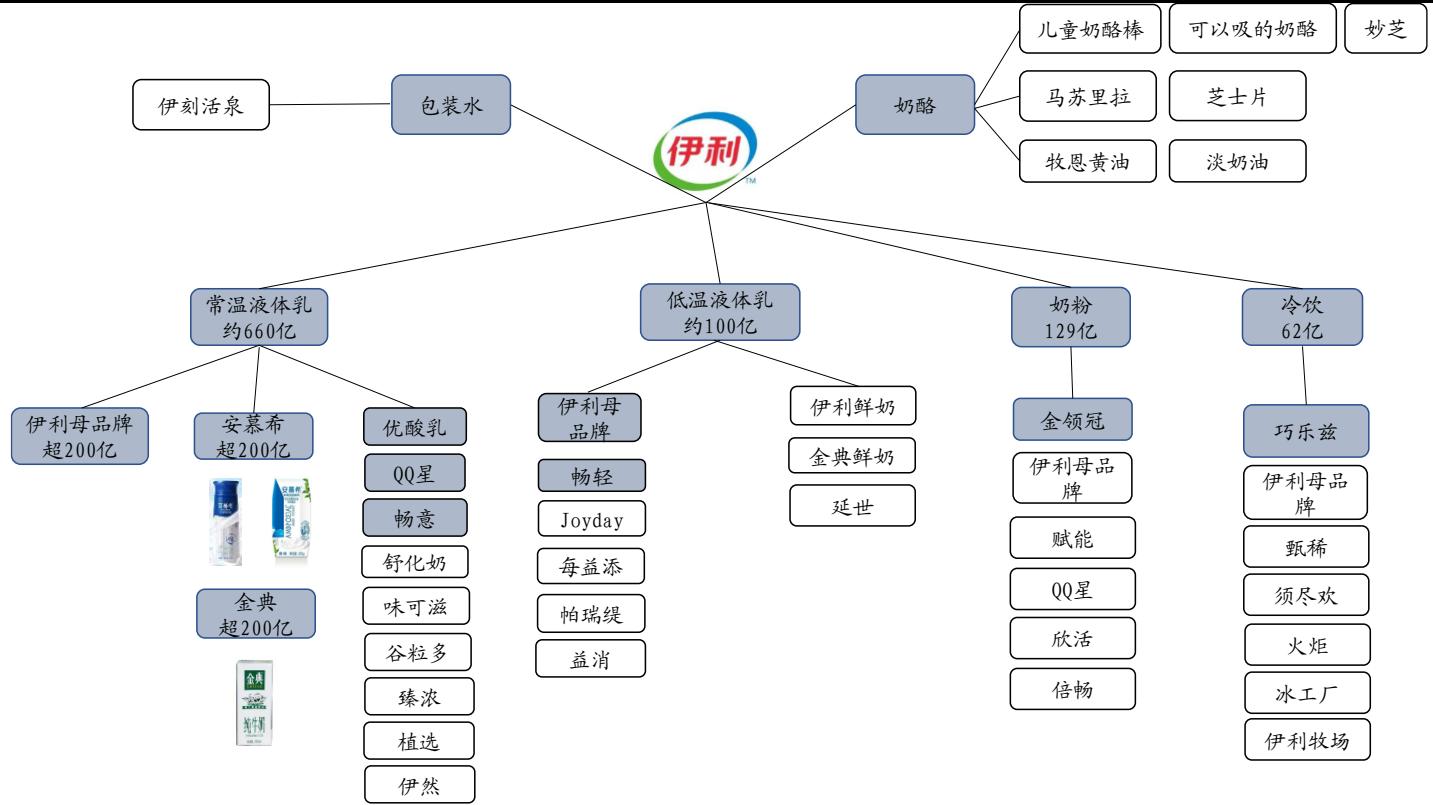 儿童奶酪棒
可以吸的奶酪
妙芝
伊刻活泉
包装水
奶酪
马苏里拉
芝士片
伊利
TM
牧恩黄油
淡奶油
常温液体乳
约660亿
低温液体乳
约100亿
奶粉
129亿
冷饮
62亿
伊利母品牌
超200亿
安慕希
超200亿
金典
超200亿
金典
纯牛奶
优酸乳
QQ星
畅意
舒化奶
味可滋
谷粒多
臻浓
植选
伊然
伊利母
品牌
畅轻
Joyday
每益添
帕瑞缇
益消
伊利鲜奶
金典鲜奶
延世
金领冠
伊利母品
牌
赋能
QQ星
欣活
倍畅
巧乐兹
伊利母品
牌
甄稀
须尽欢
火炬
冰工厂
伊利牧场
安慕希